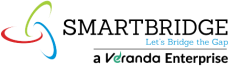 SMARTBRIDGE
Let's Bridge the Gap
a Veranda Enterprise